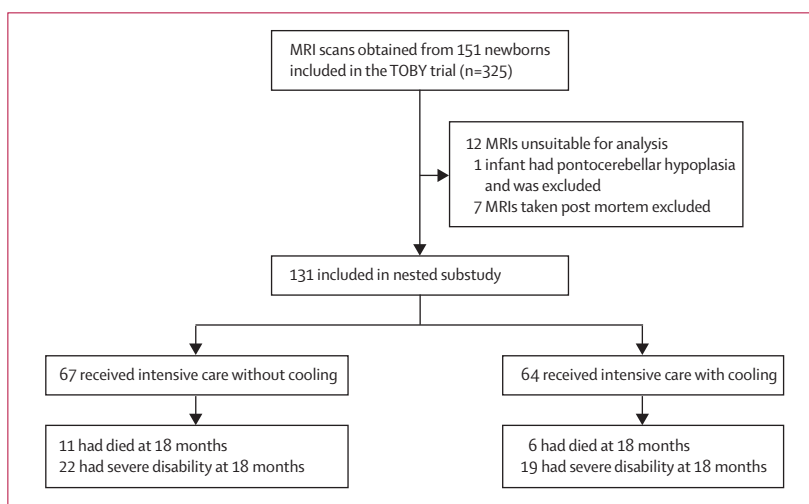 MRI scans obtained from 151 newborns
included in the TOBY trial (n=325)
12 MRIs unsuitable for analysis
1 infant had pontocerebellar hypoplasia
and was excluded
7 MRIs taken post mortem excluded
131 included in nested substudy
67 received intensive care without cooling
64 received intensive care with cooling
11 had died at 18 months
22 had severe disability at 18 months
6 had died at 18 months
19 had severe disability at 18 months